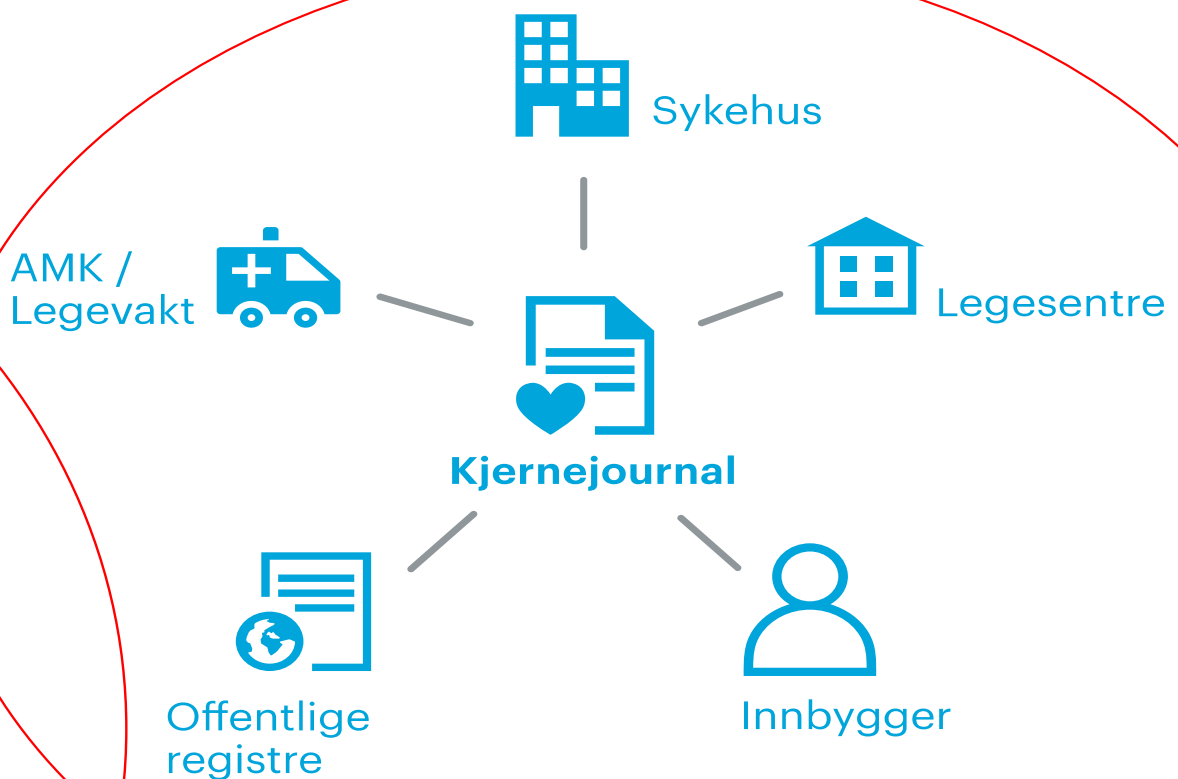 Sykehus
AMK /
Legevakt
Legesentre
Kjernejournal
Offentlige
registre
Innbygger